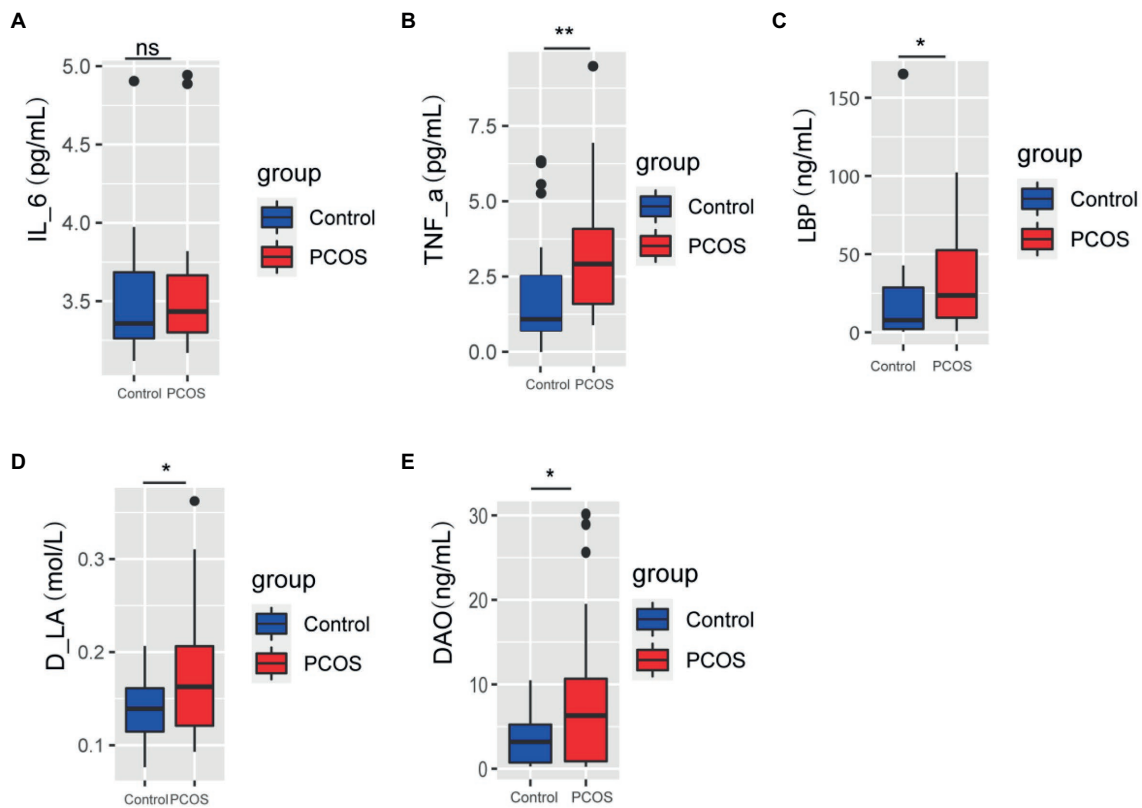 A
ns
IL_6 (pg/mL)
5.0
4.5
4.0
3.5
Control PCOS
group
Control
PCOS
B
**
TNF_a (pg/mL)
7.5
5.0
2.5
0.0
Control PCOS
group
Control
PCOS
C
*
LBP (ng/mL)
150
100
50
0
Control PCOS
group
Control
PCOS
D
*
D_LA (mol/L)
0.3
0.2
0.1
Control PCOS
group
Control
PCOS
E
*
DAO(ng/mL)
30
20
10
0
Control PCOS
group
Control
PCOS